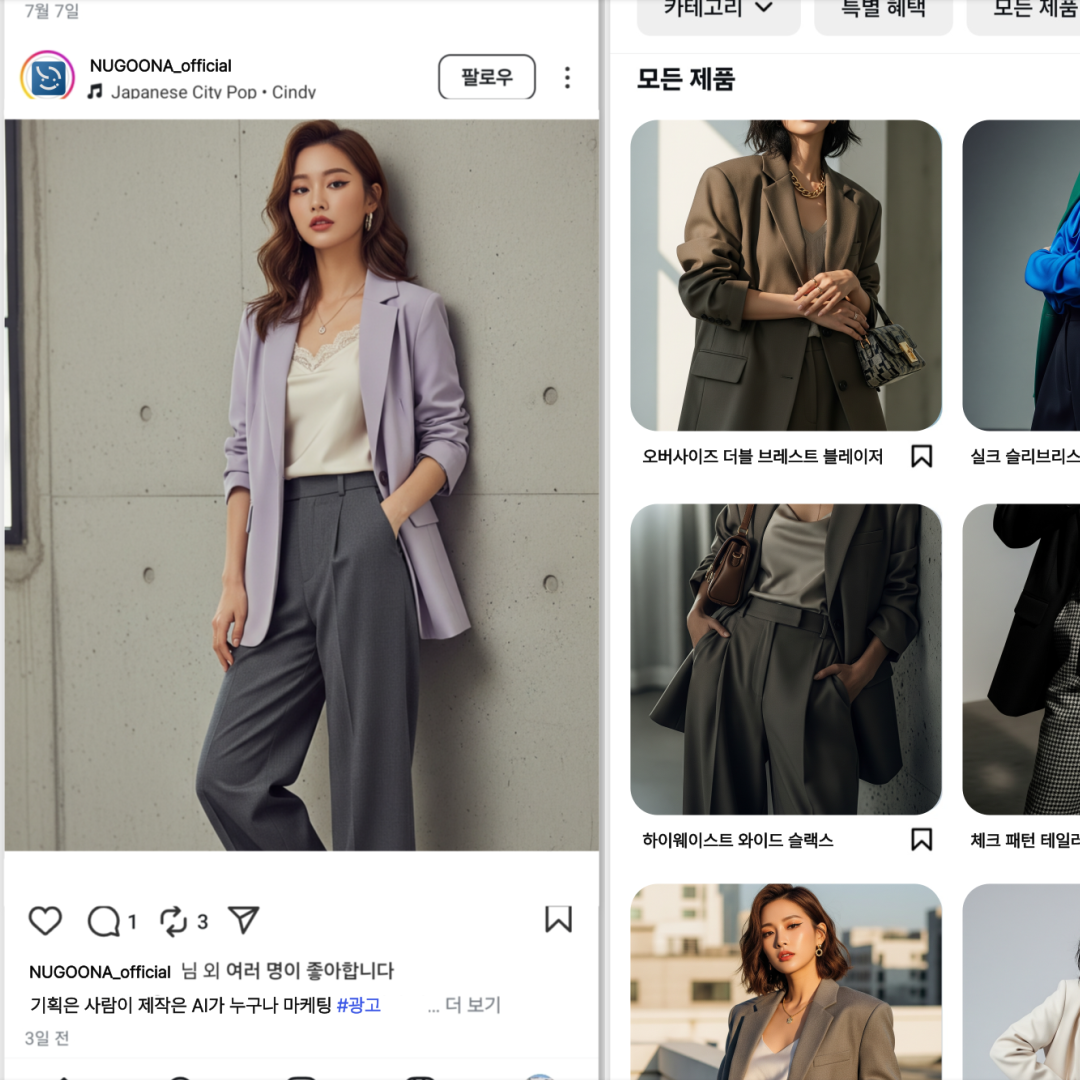 7월 7일
NUGOONA_official
Japanese City Pop • Cindy
팔로우
1
3
NUGOONA_official 님 외 여러 명이 좋아합니다
기획은 사람이 제작은 AI가 누구나 마케팅 #광고 ... 더 보기
3일 전
카테고리
특별 혜택
모든 제품
모든 제품
오버사이즈 더블 브레스트 블레이저
실크 슬리브리스
하이웨이스트 와이드 슬랙스
체크 패턴 테일러